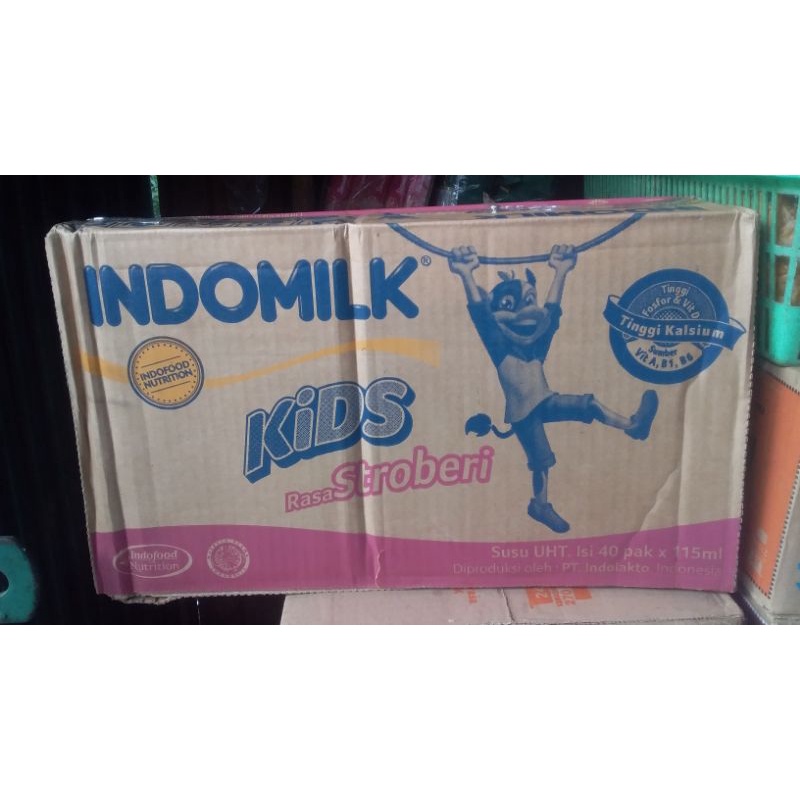 INDOMILK®
INDOFOOD
NUTRITION
KiDS
Rasa Stroberi
Tinggi
Fosfor & Vit D
Tinggi Kalsium
Sumber
Vit A, B1, B6
Indofood
Nutrition
Susu UHT. Isi 40 pak x 115ml
Diproduksi oleh : PT. Indolakto, Indonesia